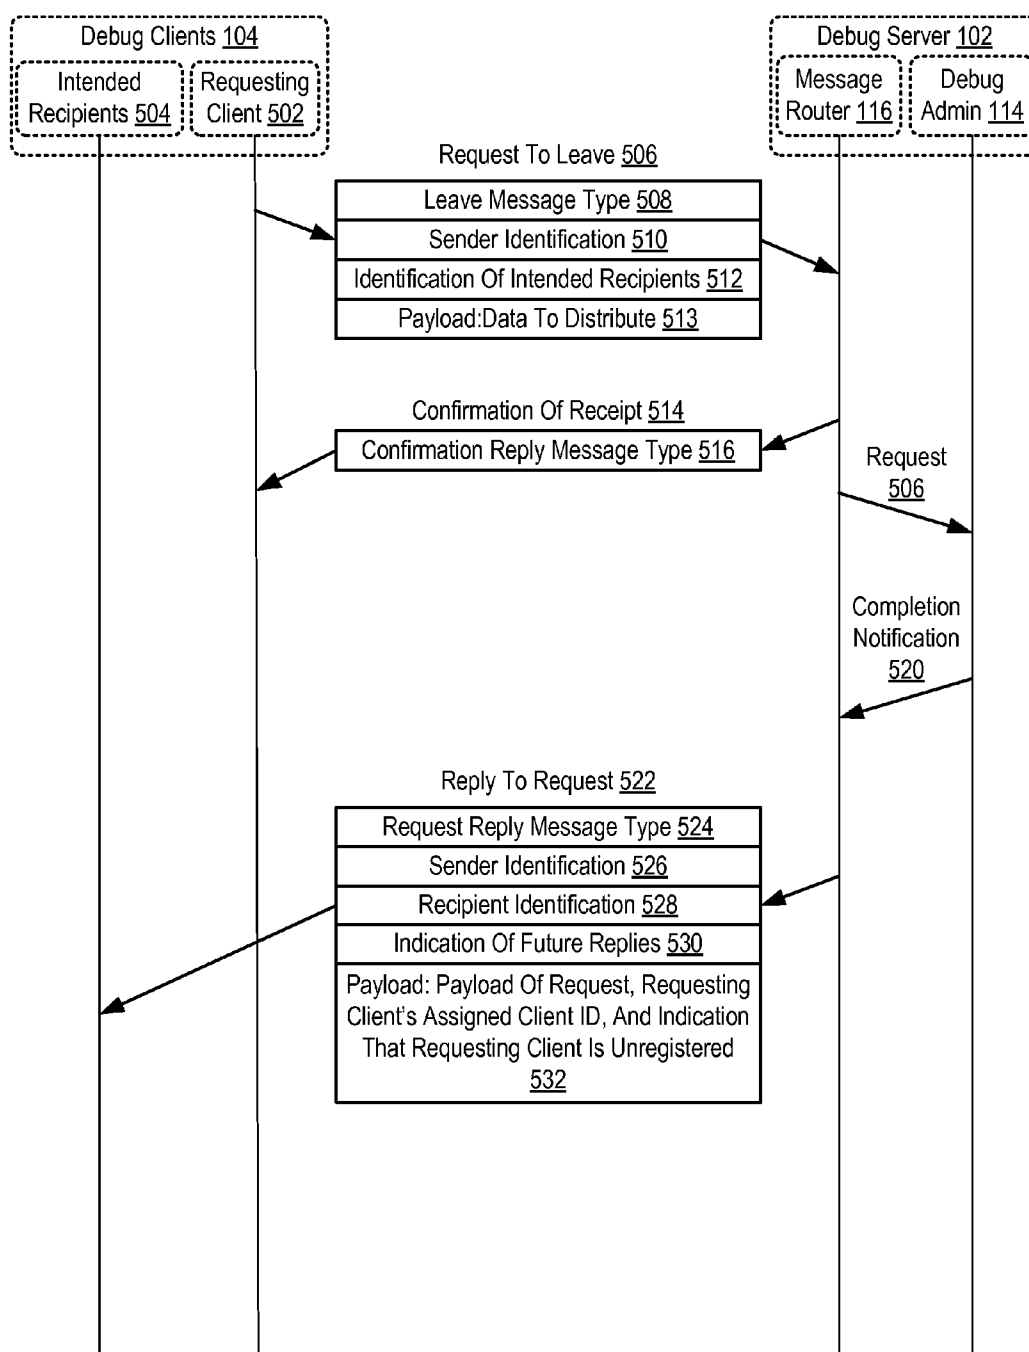 Debug Clients 104
Intended
Recipients 504
Requesting
Client 502
Debug Server 102
Message
Router 116
Debug
Admin 114
Request To Leave 506
Leave Message Type 508
Sender Identification 510
Identification Of Intended Recipients 512
Payload:Data To Distribute 513
Confirmation Of Receipt 514
Confirmation Reply Message Type 516
Request
506
Completion
Notification
520
Reply To Request 522
Request Reply Message Type 524
Sender Identification 526
Recipient Identification 528
Indication Of Future Replies 530
Payload: Payload Of Request, Requesting
Client's Assigned Client ID, And Indication
That Requesting Client Is Unregistered
532